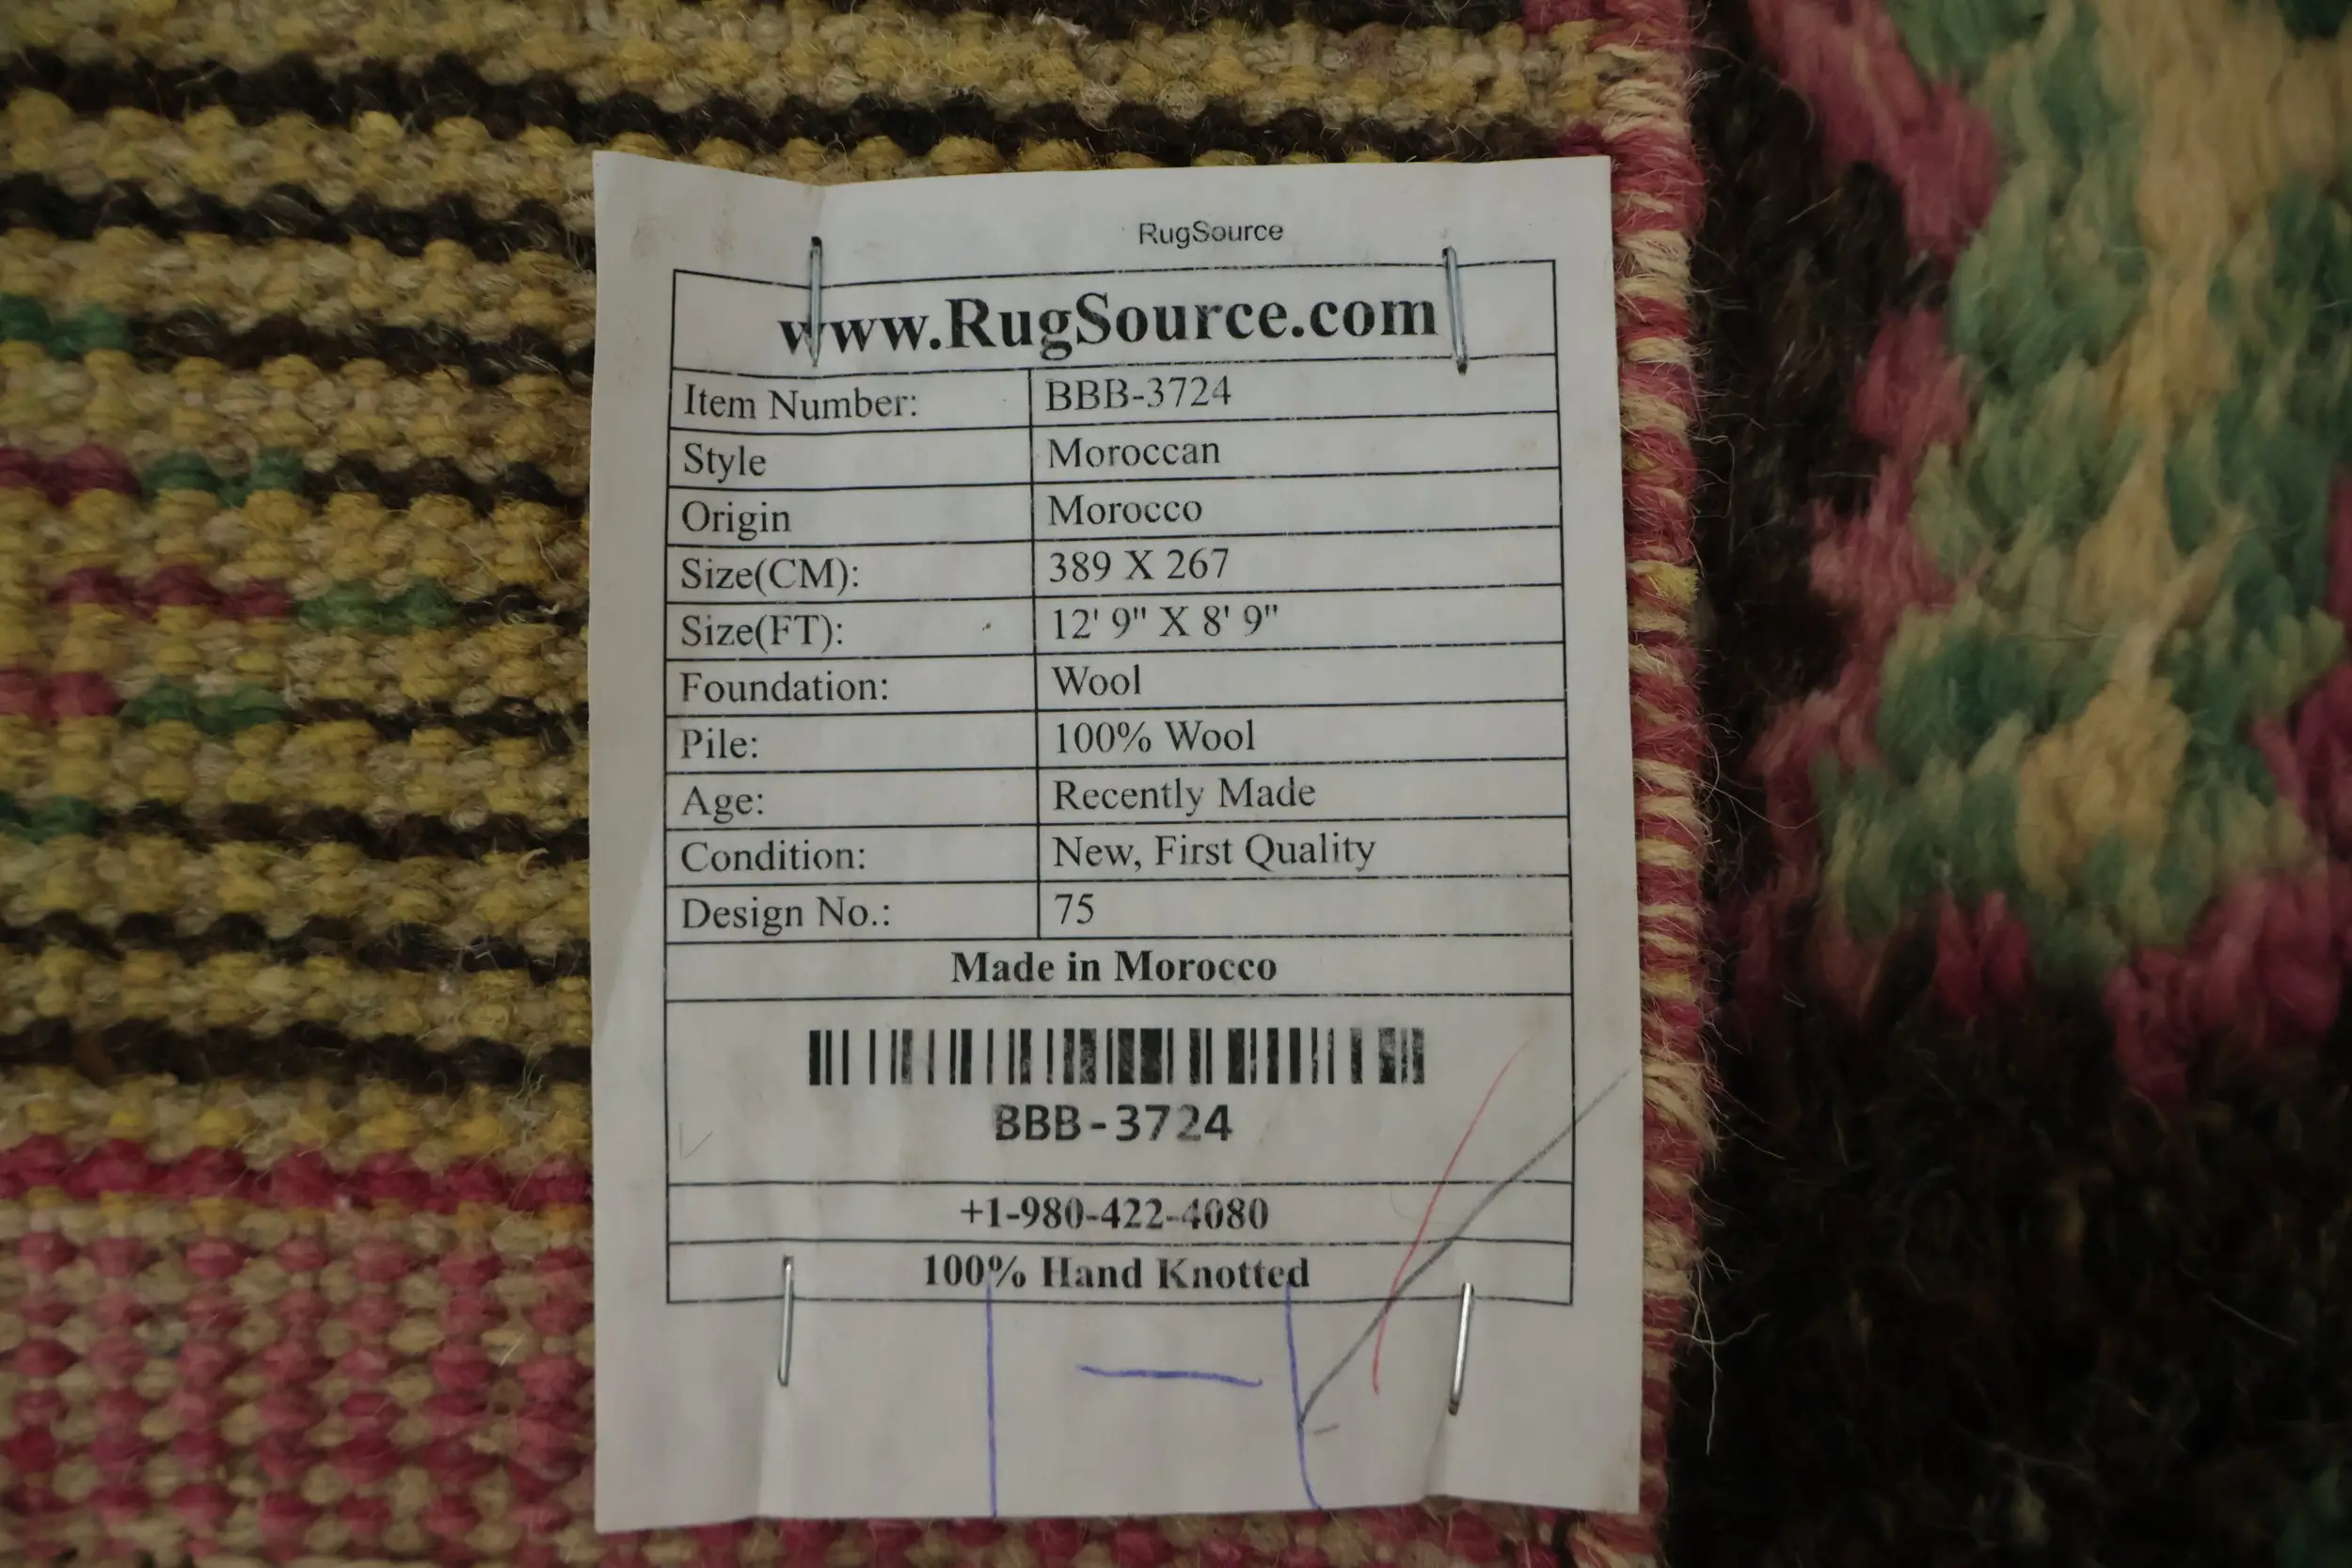 RugSource
www.RugSource.com
Item Number: BBB-3724
Style Moroccan
Origin Morocco
Size(CM): 389 X 267
Size(FT): 12' 9" X 8' 9"
Foundation: Wool
Pile: 100% Wool
Age: Recently Made
Condition: New, First Quality
Design No.: 75
Made in Morocco
BBB-3724
+1-980-422-4080
100% Hand Knotted